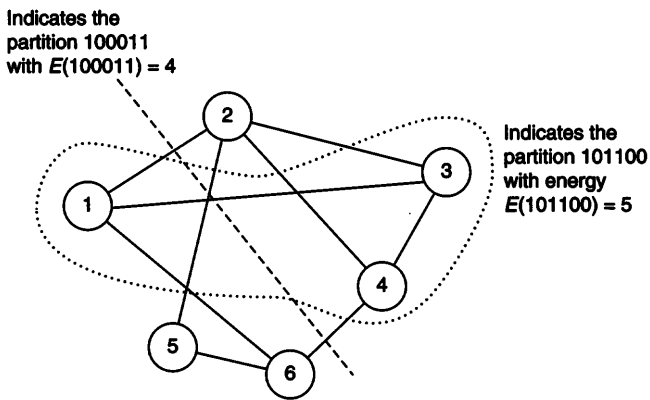 Indicates the
partition 100011
with E(100011) = 4
2
Indicates the
partition 101100
with energy
E(101100) = 5
3
1
4
5
6